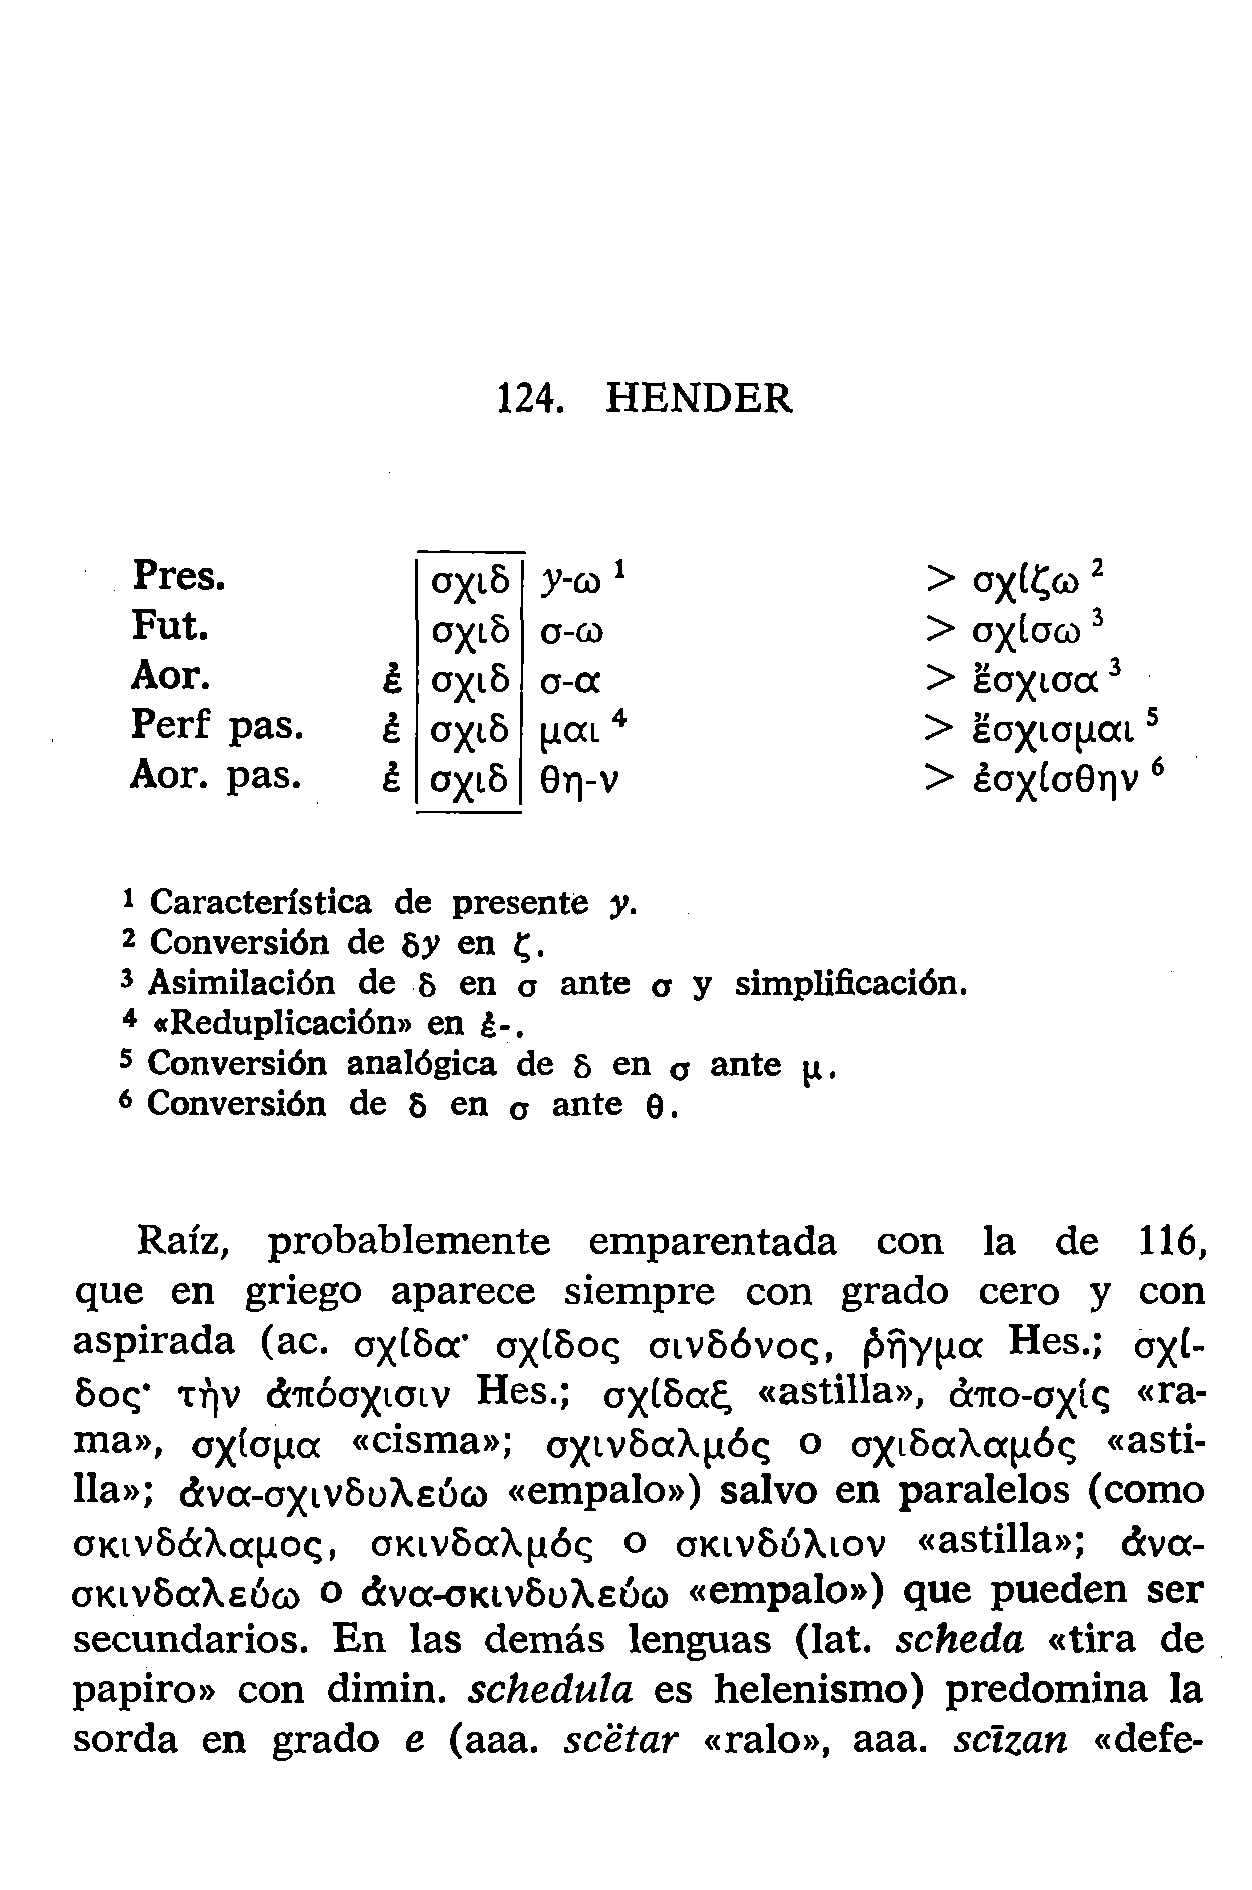 124. HENDER
Pres. σχιδ y-ω ¹ > σχίζω ²
Fut. σχιδ σ-ω > σχίσω ³
Aor. ἐ σχιδ σ-α > ἔσχισα ³
Perf pas. ἐ σχιδ μαι ⁴ > ἔσχισμαι ⁵
Aor. pas. ἐ σχιδ θη-ν > ἐσχίσθην ⁶
¹ Característica de presente y.
² Conversión de δy en ζ.
³ Asimilación de δ en σ ante σ y simplificación.
⁴ «Reduplicación» en ἐ-.
⁵ Conversión analógica de δ en σ ante μ.
⁶ Conversión de δ en σ ante θ.
Raíz, probablemente emparentada con la de 116,
que en griego aparece siempre con grado cero y con
aspirada (ac. σχίδα· σχίδος σινδόνος, ῥῆγμα Hes.; σχί-
δος· τὴν ἀπόσχισιν Hes.; σχίδαξ «astilla», ἀπο-σχίς «ra-
ma», σχίσμα «cisma»; σχινδαλμός o σχιδαλαμός «asti-
lla»; ἀνα-σχινδυλεύω «empalo») salvo en paralelos (como
σκινδάλαμος, σκινδαλμός o σκινδύλιον «astilla»; ἀνα-
σκινδαλεύω o ἀνα-σκινδυλεύω «empalo») que pueden ser
secundarios. En las demás lenguas (lat. scheda «tira de
papiro» con dimin. schedula es helenismo) predomina la
sorda en grado e (aaa. scëtar «ralo», aaa. scīzan «defe-